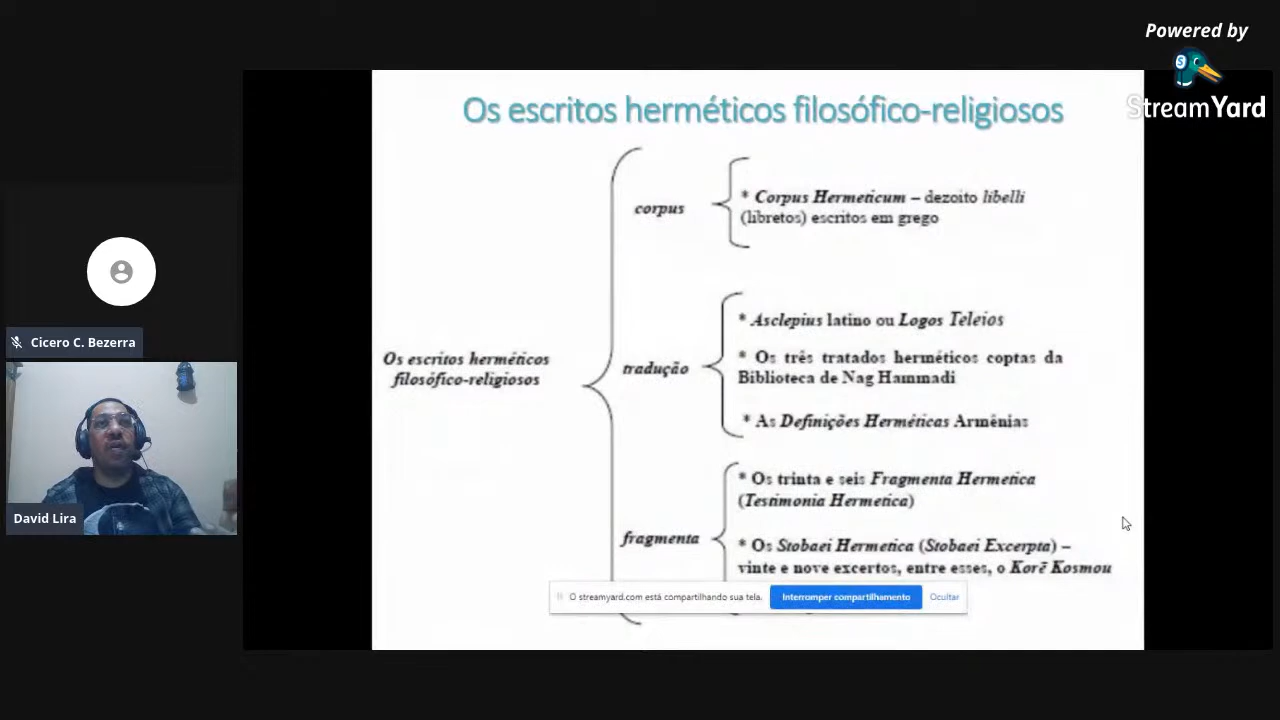 Powered by
StreamYard
Os escritos herméticos filosófico-religiosos
corpus
* Corpus Hermeticum – dezoito libelli
(libretos) escritos em grego
Os escritos herméticos
filosófico-religiosos
tradução
* Asclepius latino ou Logos Teleios
* Os três tratados herméticos coptas da
Biblioteca de Nag Hammadi
* As Definições Herméticas Armênias
fragmenta
* Os trinta e seis Fragmenta Hermetica
(Testimonia Hermetica)
* Os Stobaei Hermetica (Stobaei Excerpta) –
vinte e nove excertos, entre esses, o Korē Kosmou
O streamyard.com está compartilhando sua tela.
Interromper compartilhamento
Ocultar
Cicero C. Bezerra
David Lira